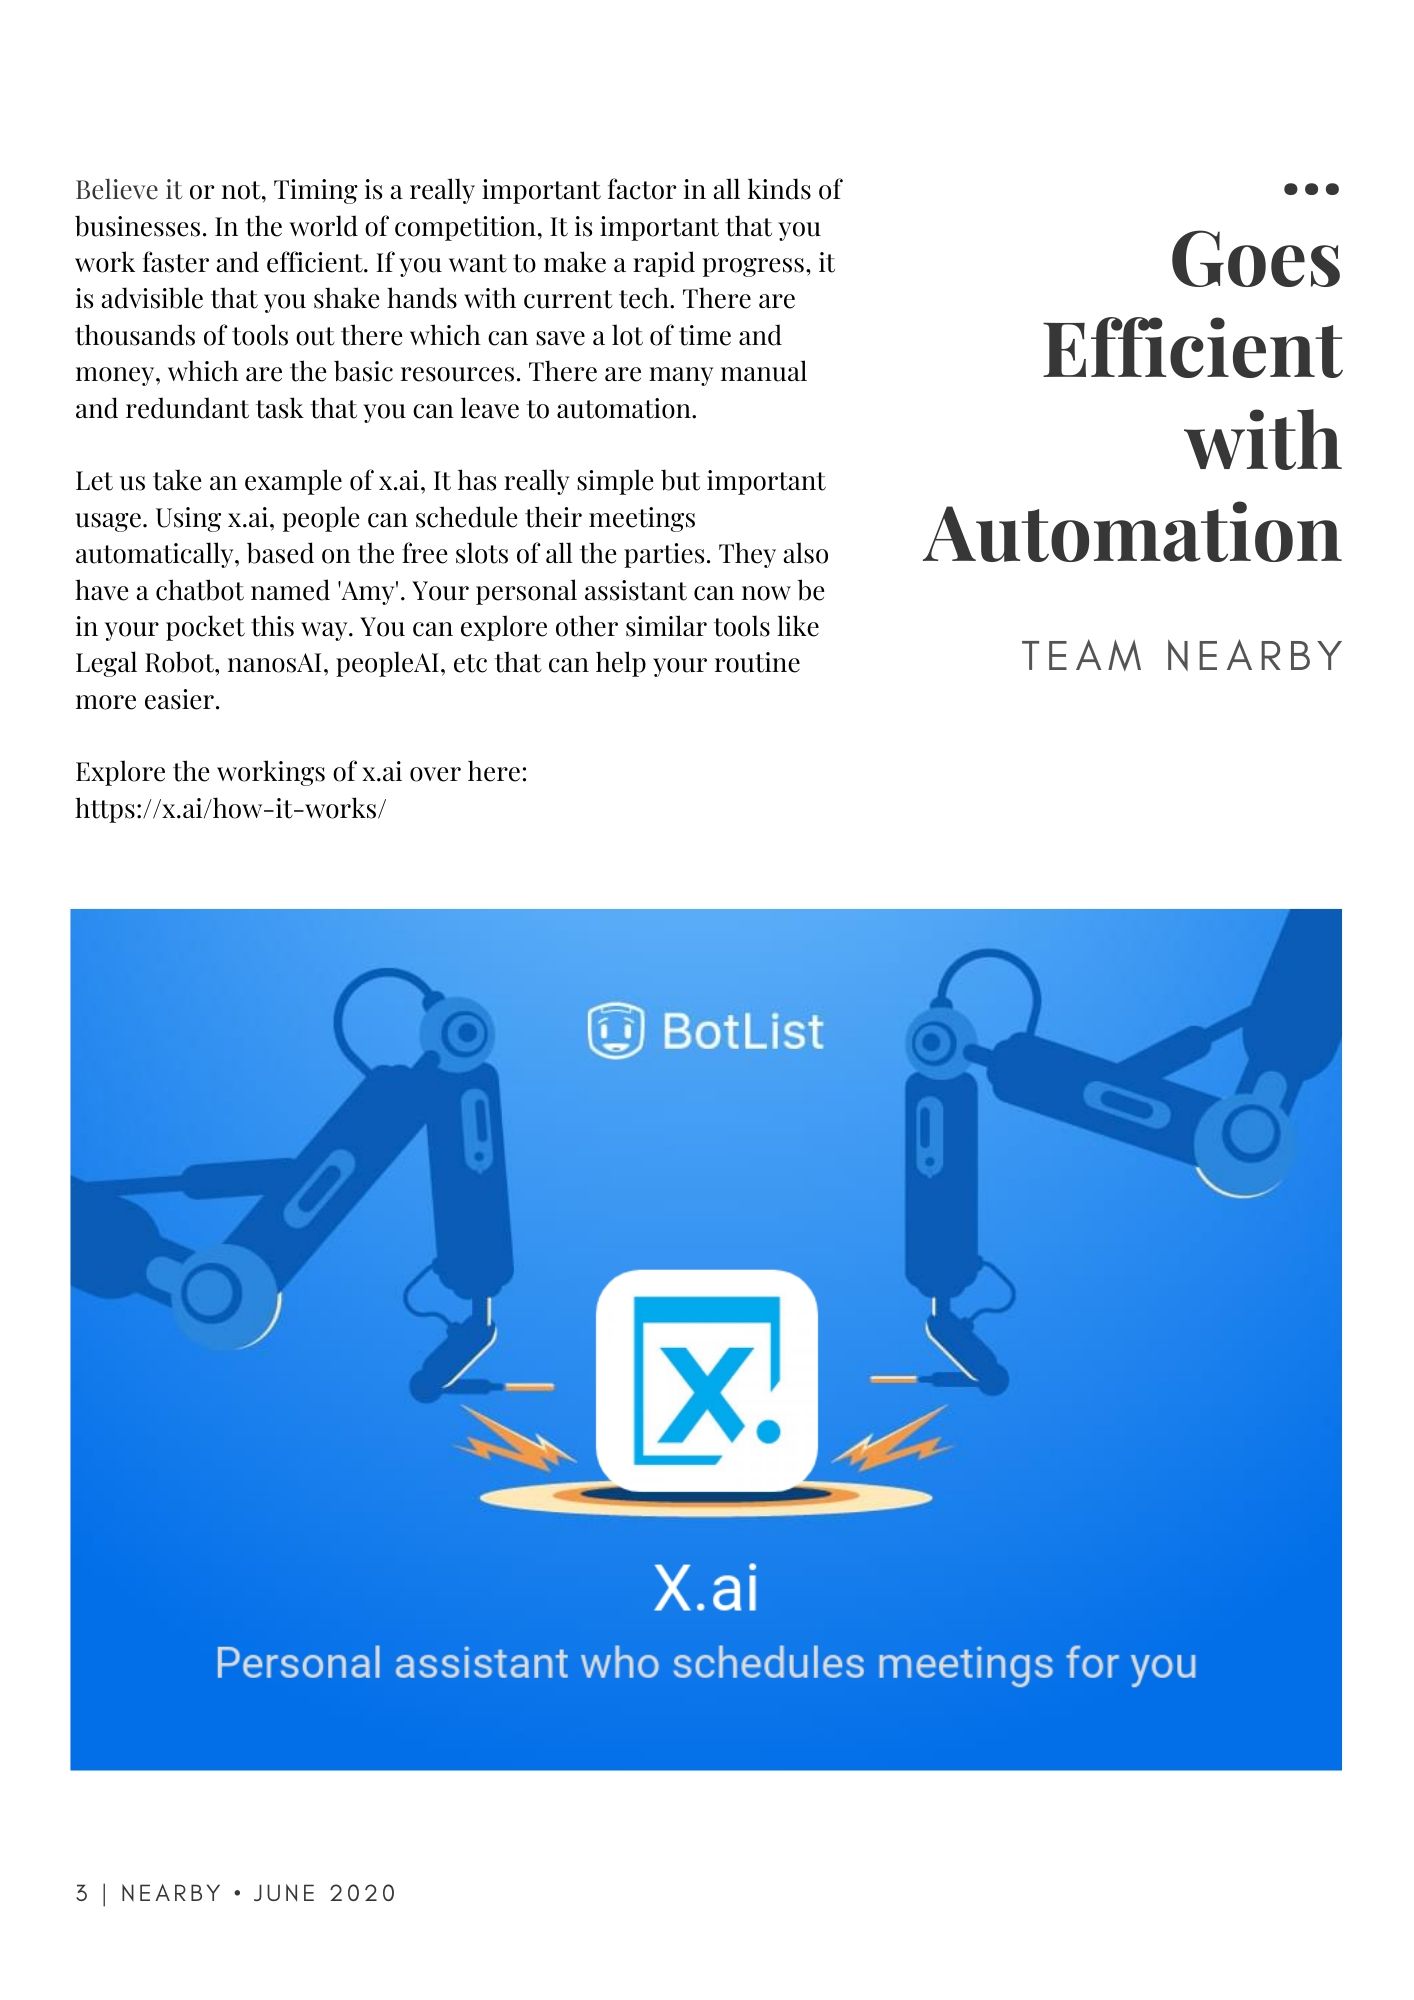 Believe it or not, Timing is a really important factor in all kinds of
businesses. In the world of competition, It is important that you
work faster and efficient. If you want to make a rapid progress, it
is advisible that you shake hands with current tech. There are
thousands of tools out there which can save a lot of time and
money, which are the basic resources. There are many manual
and redundant task that you can leave to automation.
Let us take an example of x.ai, It has really simple but important
usage. Using x.ai, people can schedule their meetings
automatically, based on the free slots of all the parties. They also
have a chatbot named 'Amy'. Your personal assistant can now be
in your pocket this way. You can explore other similar tools like
Legal Robot, nanosAI, peopleAI, etc that can help your routine
more easier.
Explore the workings of x.ai over here:
https://x.ai/how-it-works/
...
Goes
Efficient
with
Automation
TEAM NEARBY
BotList
X.
X.ai
Personal assistant who schedules meetings for you
3 | NEARBY • JUNE 2020